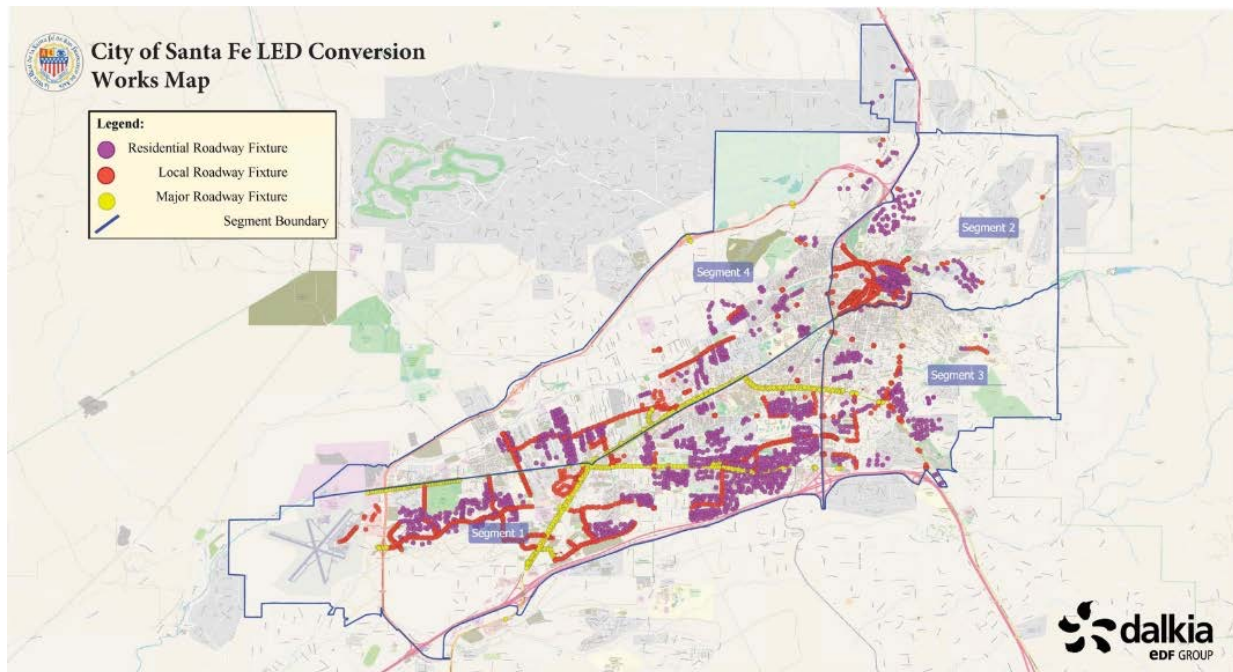 City of Santa Fe LED Conversion
Works Map
Legend:
Residential Roadway Fixture
Local Roadway Fixture
Major Roadway Fixture
Segment Boundary
Segment 2
Segment 4
Segment 3
Segment 1
dalkia
EDF GROUP